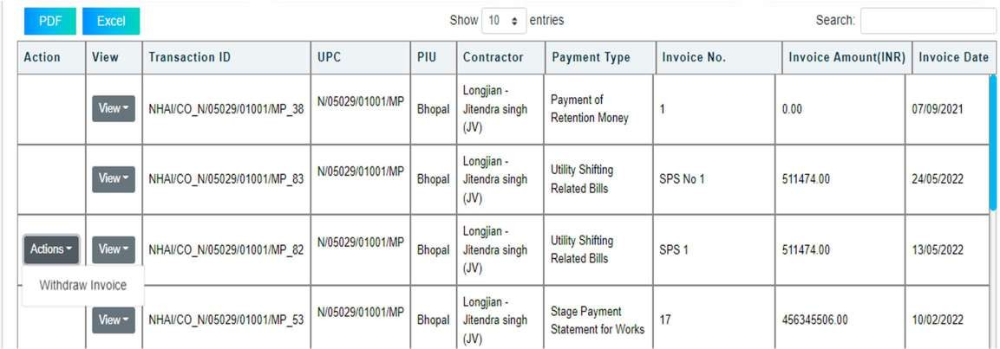 PDF Excel Show 10 entries Search:
Action View Transaction ID UPC PIU Contractor Payment Type Invoice No. Invoice Amount(INR) Invoice Date
View NHAI/CO_N/05029/01001/MP_38 N/05029/01001/MP Bhopal Longjian -
Jitendra singh
(JV) Payment of
Retention Money 1 0.00 07/09/2021
View NHAI/CO_N/05029/01001/MP_83 N/05029/01001/MP Bhopal Longjian -
Jitendra singh
(JV) Utility Shifting
Related Bills SPS No 1 511474.00 24/05/2022
Actions View NHAI/CO_N/05029/01001/MP_82 N/05029/01001/MP Bhopal Longjian -
Jitendra singh
(JV) Utility Shifting
Related Bills SPS 1 511474.00 13/05/2022
Withdraw Invoice
View NHAI/CO_N/05029/01001/MP_53 N/05029/01001/MP Bhopal Longjian -
Jitendra singh
(JV) Stage Payment
Statement for Works 17 456345506.00 10/02/2022